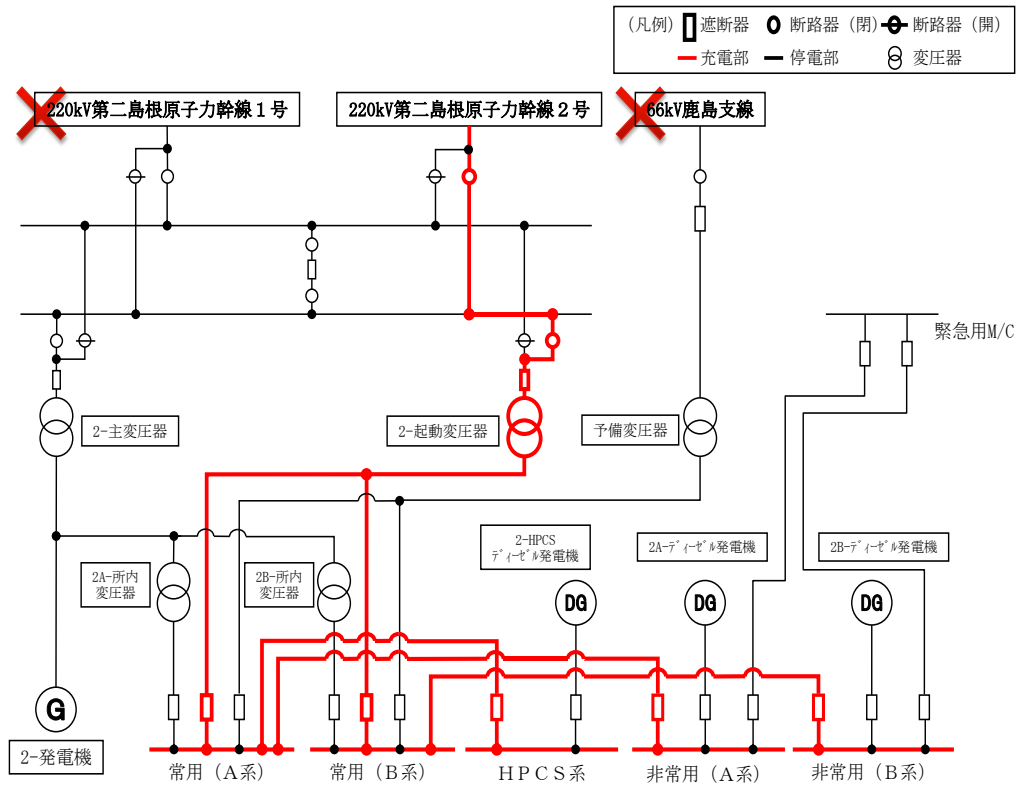 (凡例) 遮断器 断路器(閉) 断路器(開)
充電部 停電部 変圧器
220kV第二島根原子力幹線1号
220kV第二島根原子力幹線2号
66kV鹿島支線
緊急用M/C
2-主変圧器
2-起動変圧器
予備変圧器
2-HPCS
ディーゼル発電機
2A-ディーゼル発電機
2B-ディーゼル発電機
2A-所内
変圧器
2B-所内
変圧器
DG
DG
DG
G
2-発電機
常用(A系)
常用(B系)
HPCS系
非常用(A系)
非常用(B系)